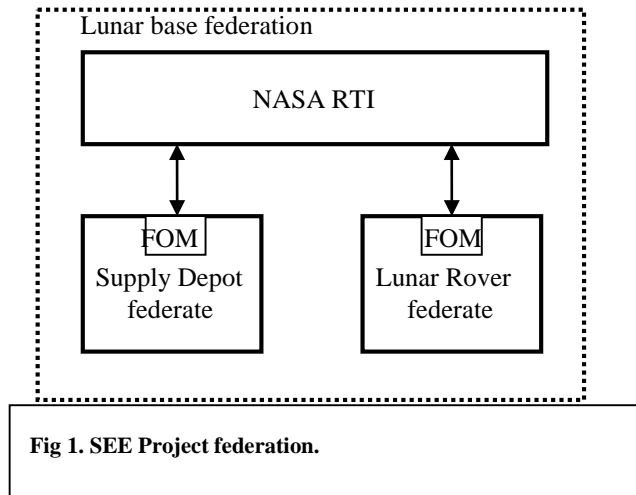 Lunar base federation
NASA RTI
FOM
Supply Depot
federate
FOM
Lunar Rover
federate
Fig 1. SEE Project federation.